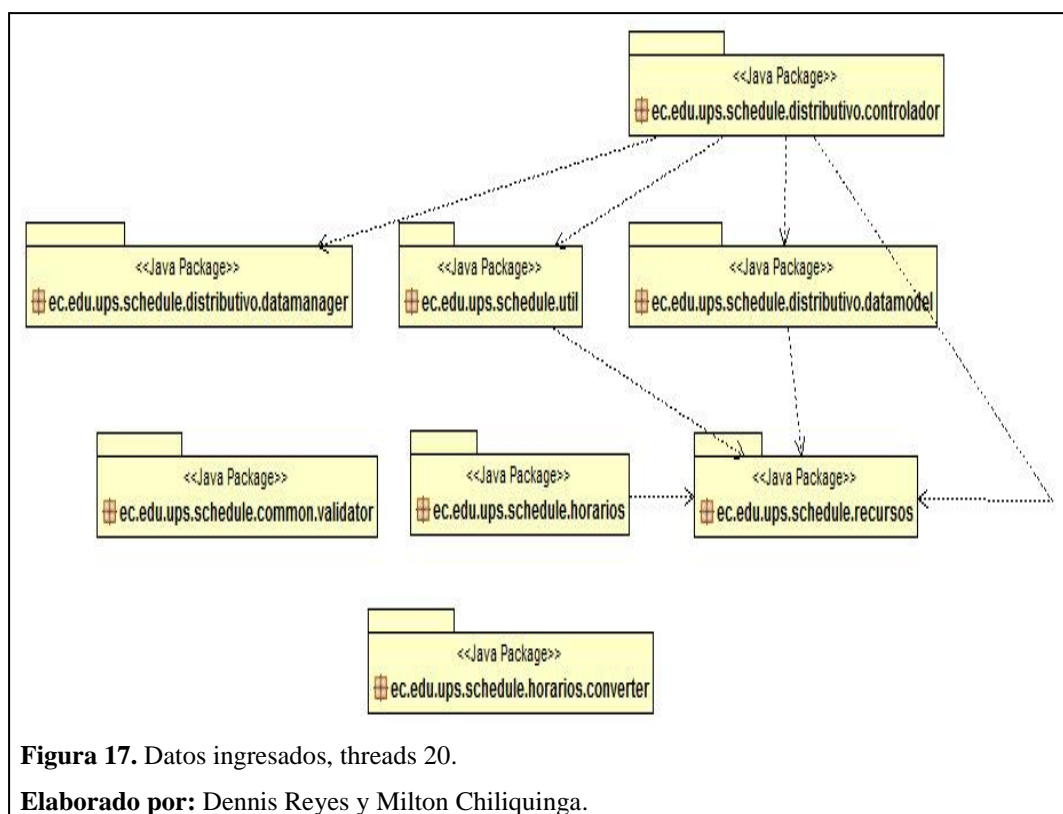 <<Java Package>>
ec.edu.ups.schedule.distributivo.controlador
<<Java Package>>
ec.edu.ups.schedule.distributivo.datamanager
<<Java Package>>
ec.edu.ups.schedule.util
<<Java Package>>
ec.edu.ups.schedule.distributivo.datamodel
<<Java Package>>
ec.edu.ups.schedule.common.validator
<<Java Package>>
ec.edu.ups.schedule.horarios
<<Java Package>>
ec.edu.ups.schedule.recursos
<<Java Package>>
ec.edu.ups.schedule.horarios.converter
Figura 17. Datos ingresados, threads 20.
Elaborado por: Dennis Reyes y Milton Chiliquinga.